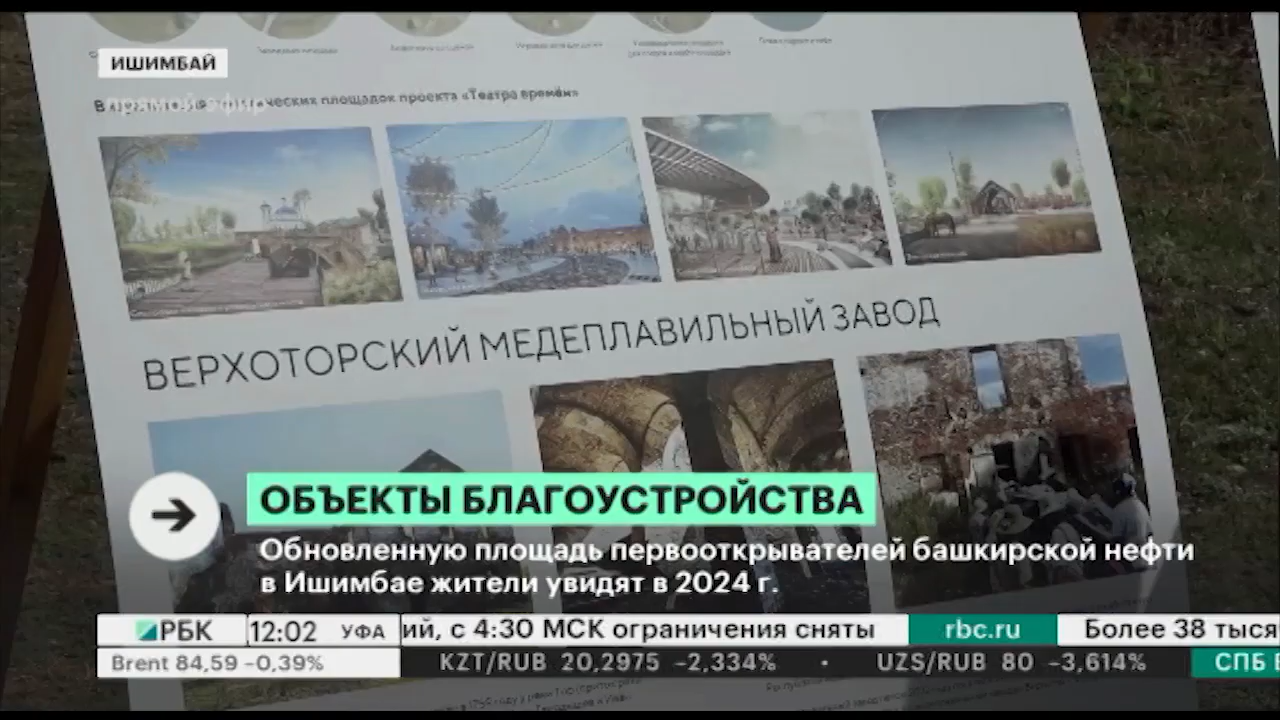 ИШИМБАЙ
прямой эфир
ческих площадок проекта «Театра времён»
ВЕРХОТОРСКИЙ МЕДЕПЛАВИЛЬНЫЙ ЗАВОД
ОБЪЕКТЫ БЛАГОУСТРОЙСТВА
Обновленную площадь первооткрывателей башкирской нефти
в Ишимбае жители увидят в 2024 г.
РБК 12:02 УФА ий, с 4:30 МСК ограничения сняты rbc.ru Более 38 тыся
Brent 84,59 -0,39% KZT/RUB 20,2975 -2,334% · UZS/RUB 80 -3,614% СПБ